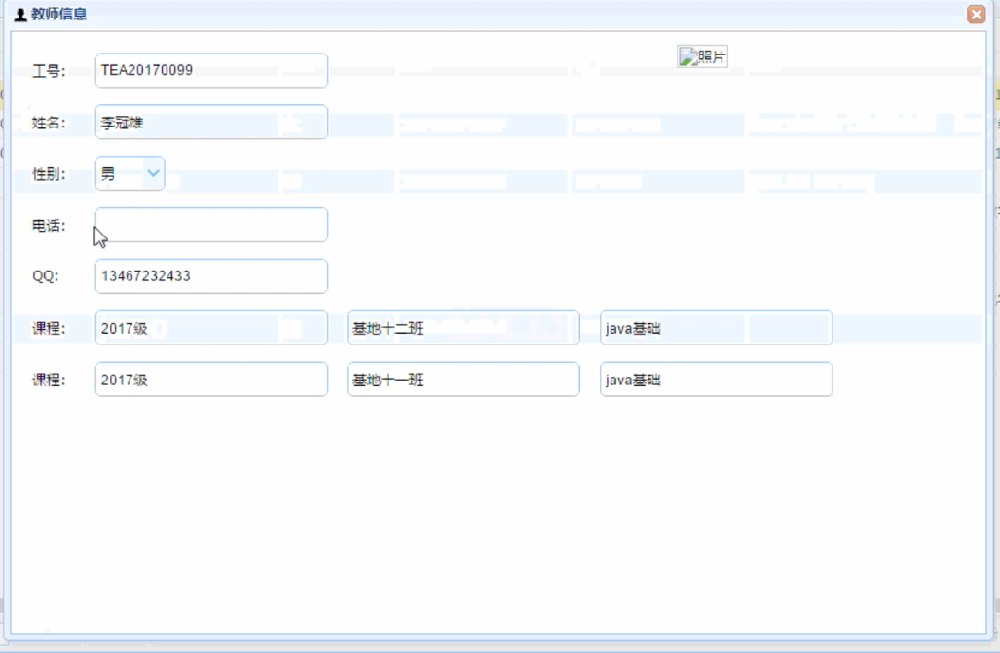 教师信息
照片
工号: TEA20170099
姓名: 李冠雄
性别: 男
电话:
QQ: 13467232433
课程: 2017级 基地十二班 java基础
课程: 2017级 基地十一班 java基础